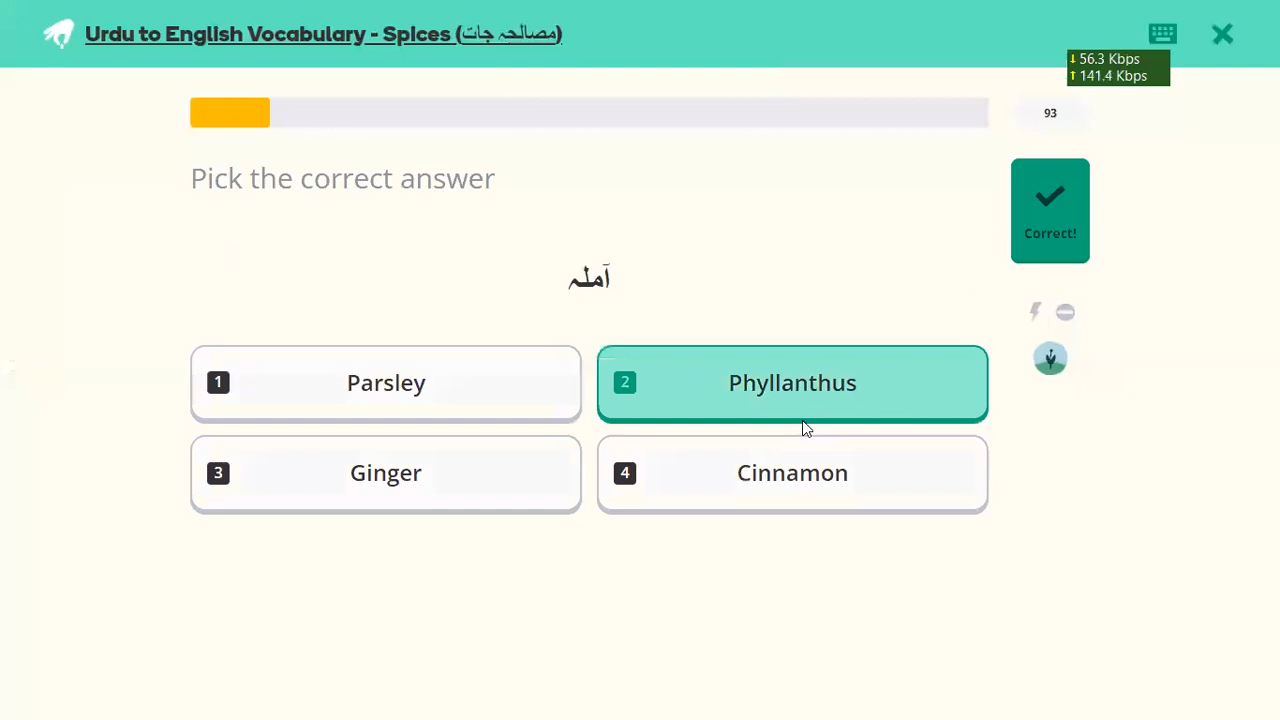 Urdu to English Vocabulary - Spices (مصالحہ جات)
↓ 56.3 Kbps
↑ 141.4 Kbps
93
Pick the correct answer
Correct!
آملہ
1 Parsley
2 Phyllanthus
3 Ginger
4 Cinnamon